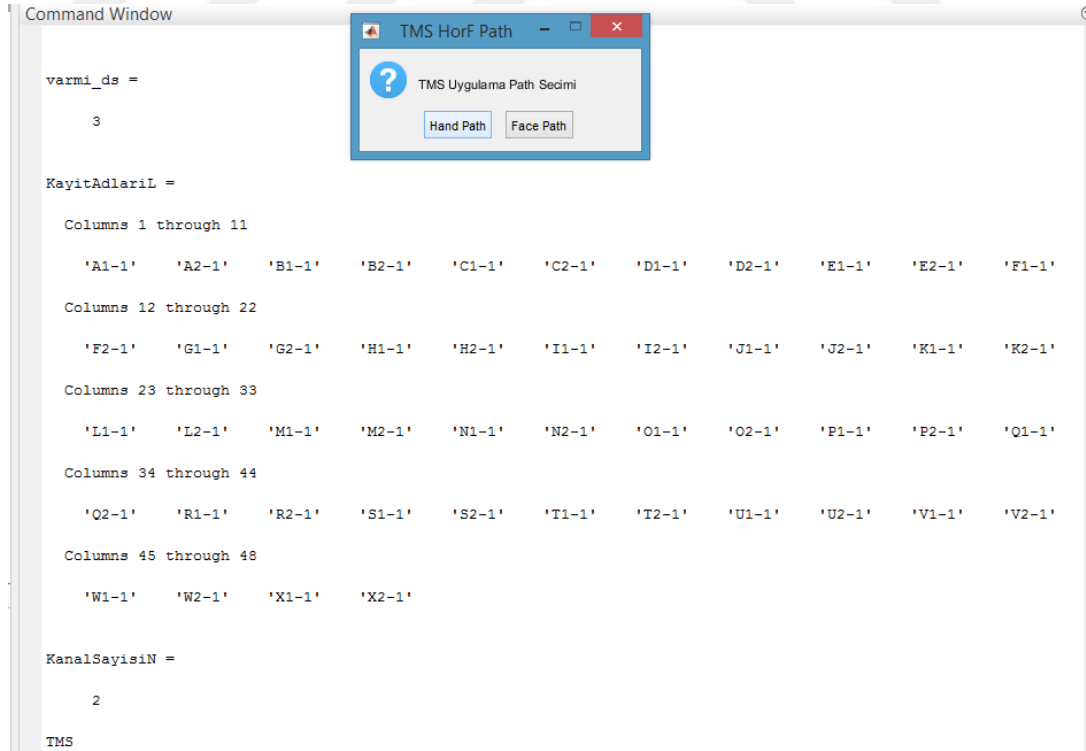 Command Window
TMS HorF Path
TMS Uygulama Path Secimi
Hand Path Face Path
varmi_ds =
3
KayitAdlariL =
Columns 1 through 11
'A1-1' 'A2-1' 'B1-1' 'B2-1' 'C1-1' 'C2-1' 'D1-1' 'D2-1' 'E1-1' 'E2-1' 'F1-1'
Columns 12 through 22
'F2-1' 'G1-1' 'G2-1' 'H1-1' 'H2-1' 'I1-1' 'I2-1' 'J1-1' 'J2-1' 'K1-1' 'K2-1'
Columns 23 through 33
'L1-1' 'L2-1' 'M1-1' 'M2-1' 'N1-1' 'N2-1' 'O1-1' 'O2-1' 'P1-1' 'P2-1' 'Q1-1'
Columns 34 through 44
'Q2-1' 'R1-1' 'R2-1' 'S1-1' 'S2-1' 'T1-1' 'T2-1' 'U1-1' 'U2-1' 'V1-1' 'V2-1'
Columns 45 through 48
'W1-1' 'W2-1' 'X1-1' 'X2-1'
KanalSayisiN =
2
TMS